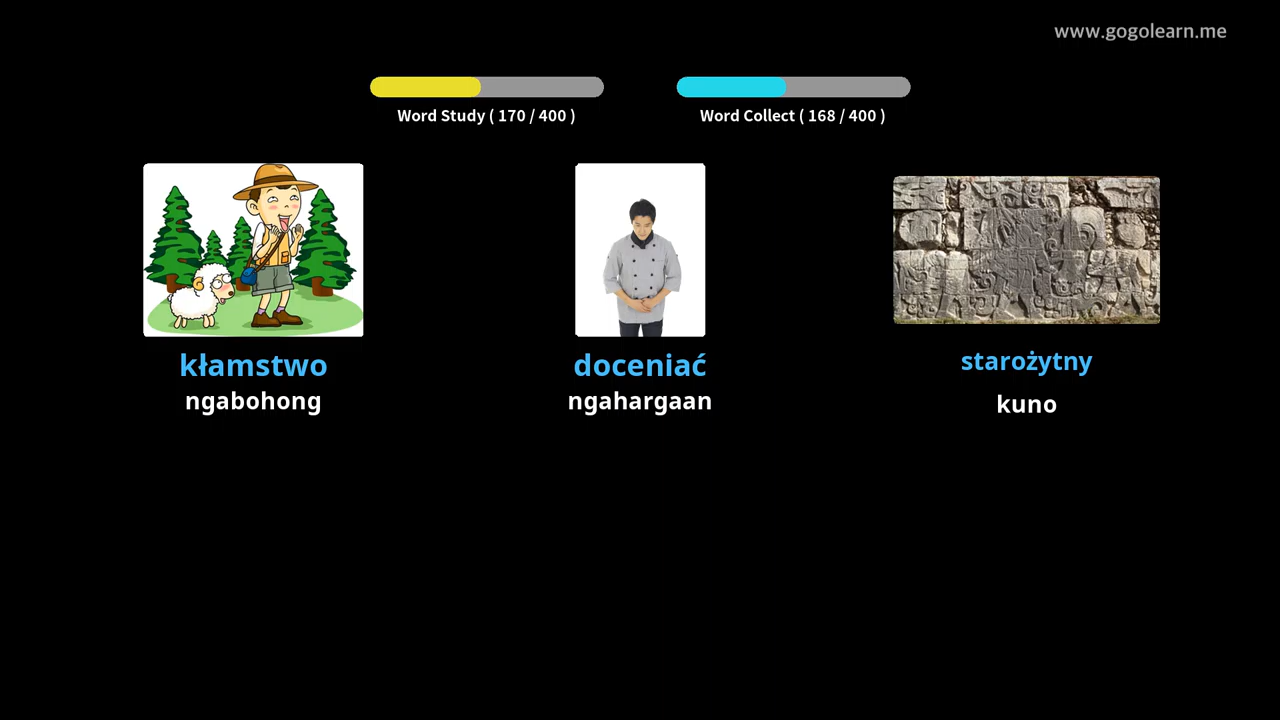 www.gogolearn.me
Word Study ( 170 / 400 )
Word Collect ( 168 / 400 )
kłamstwo
ngabohong
doceniać
ngahargaan
starożytny
kuno